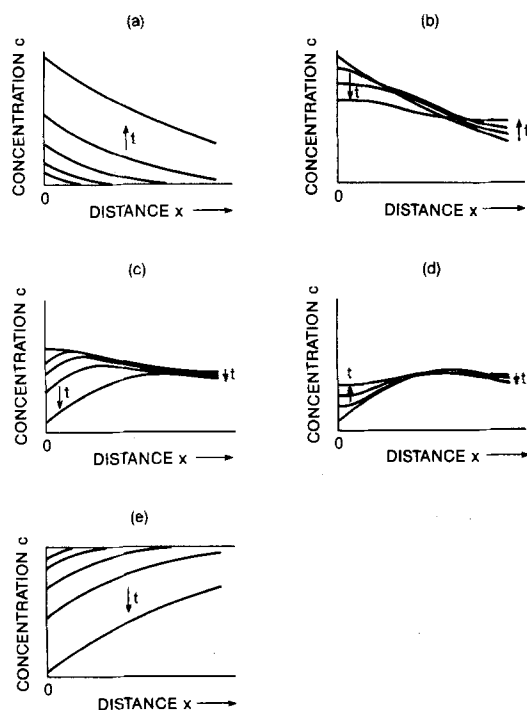 (a)
CONCENTRATION c
t
0
DISTANCE x
(b)
CONCENTRATION c
t
t
0
DISTANCE x
(c)
CONCENTRATION c
t
t
0
DISTANCE x
(d)
CONCENTRATION c
t
t
0
DISTANCE x
(e)
CONCENTRATION c
t
0
DISTANCE x